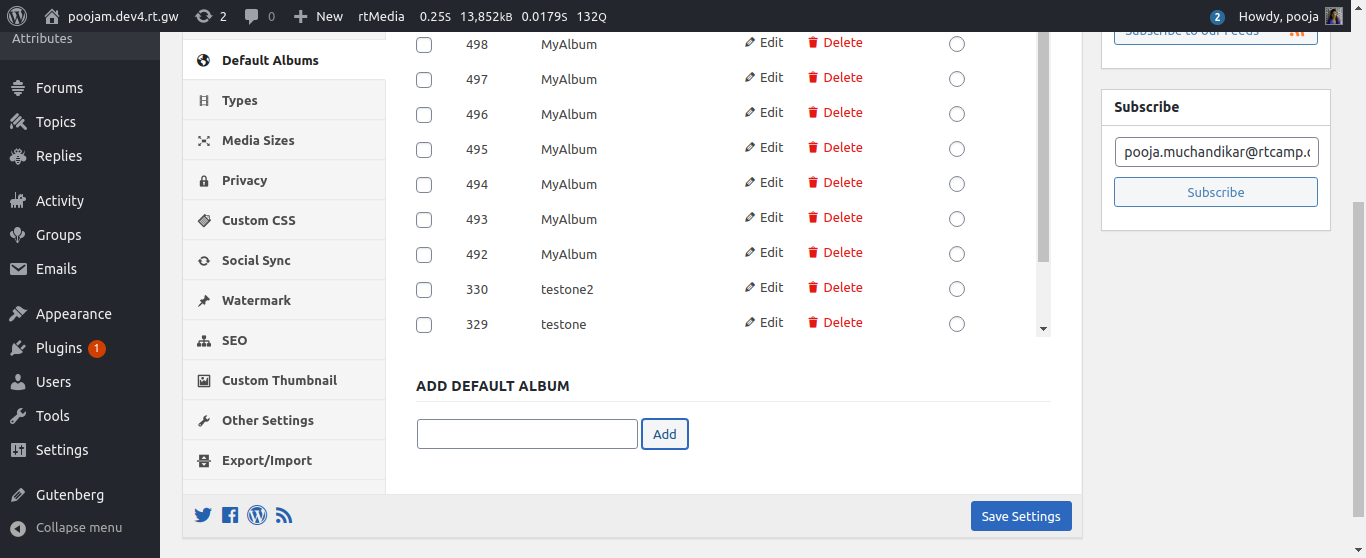 poojam.dev4.rt.gw 2 0 New rtMedia 0.25S 13,852kB 0.0179S 132Q 2 Howdy, pooja
Attributes
Forums
Topics
Replies
Activity
Groups
Emails
Appearance
Plugins 1
Users
Tools
Settings
Gutenberg
Collapse menu
Default Albums
Types
Media Sizes
Privacy
Custom CSS
Social Sync
Watermark
SEO
Custom Thumbnail
Other Settings
Export/Import
498 MyAlbum Edit Delete
497 MyAlbum Edit Delete
496 MyAlbum Edit Delete
495 MyAlbum Edit Delete
494 MyAlbum Edit Delete
493 MyAlbum Edit Delete
492 MyAlbum Edit Delete
330 testone2 Edit Delete
329 testone Edit Delete
ADD DEFAULT ALBUM
Add
Save Settings
Subscribe to our Feeds
Subscribe
pooja.muchandikar@rtcamp.c
Subscribe